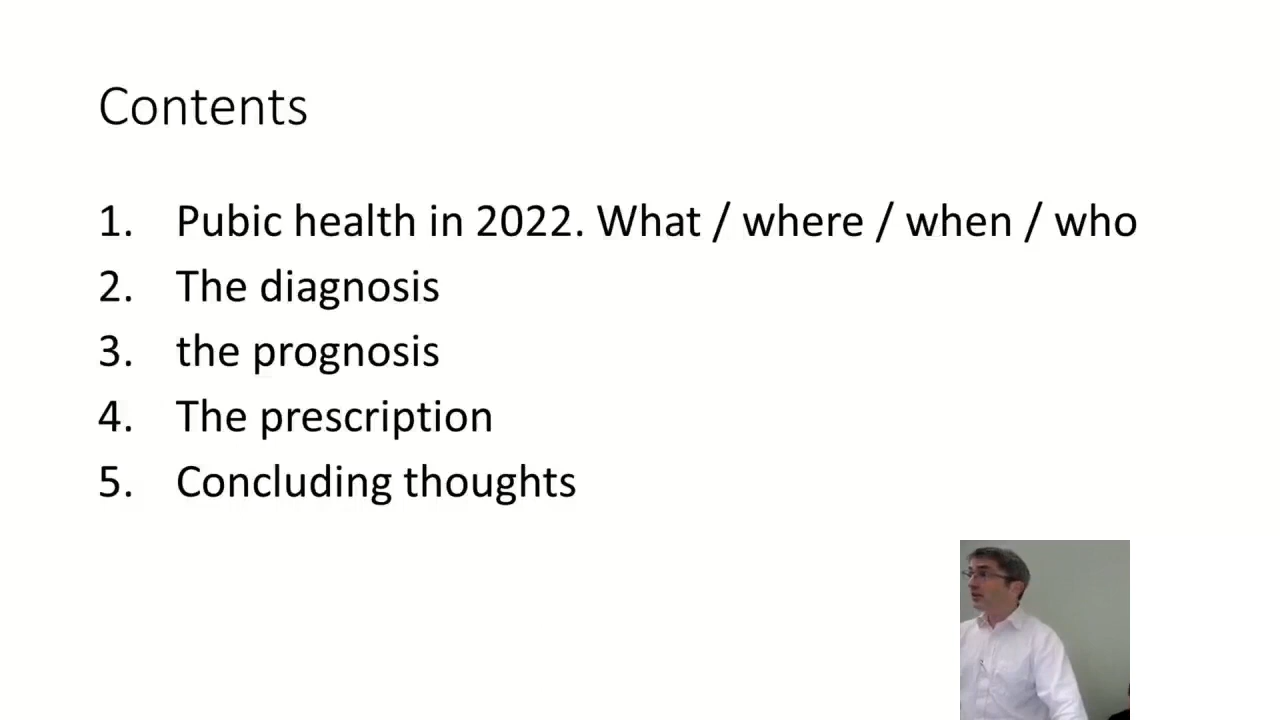 Contents
1. Pubic health in 2022. What / where / when / who
2. The diagnosis
3. the prognosis
4. The prescription
5. Concluding thoughts